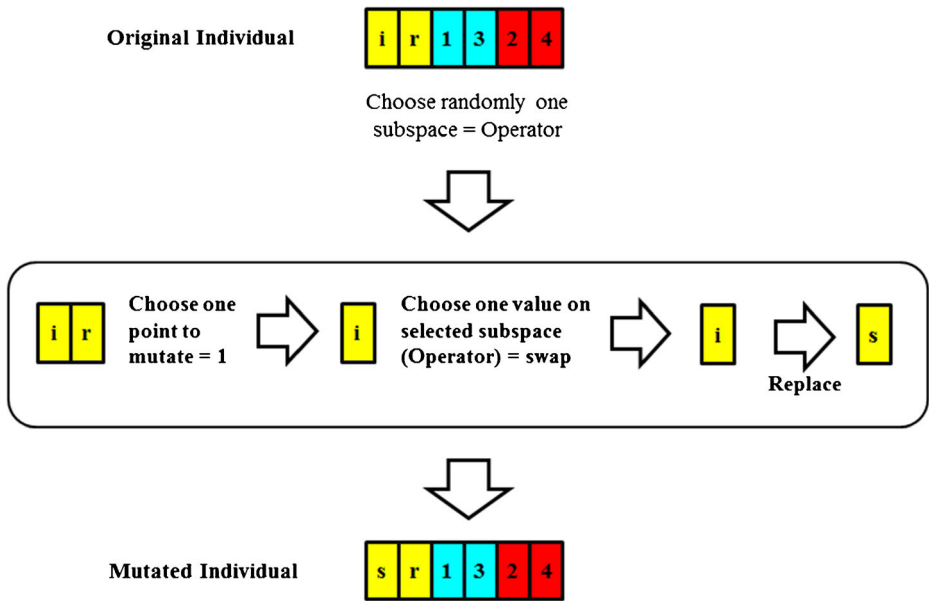 Original Individual
i r 1 3 2 4
Choose randomly one
subspace = Operator
i r
Choose one
point to
mutate = 1
i
Choose one value on
selected subspace
(Operator) = swap
i
Replace
s
Mutated Individual
s r 1 3 2 4